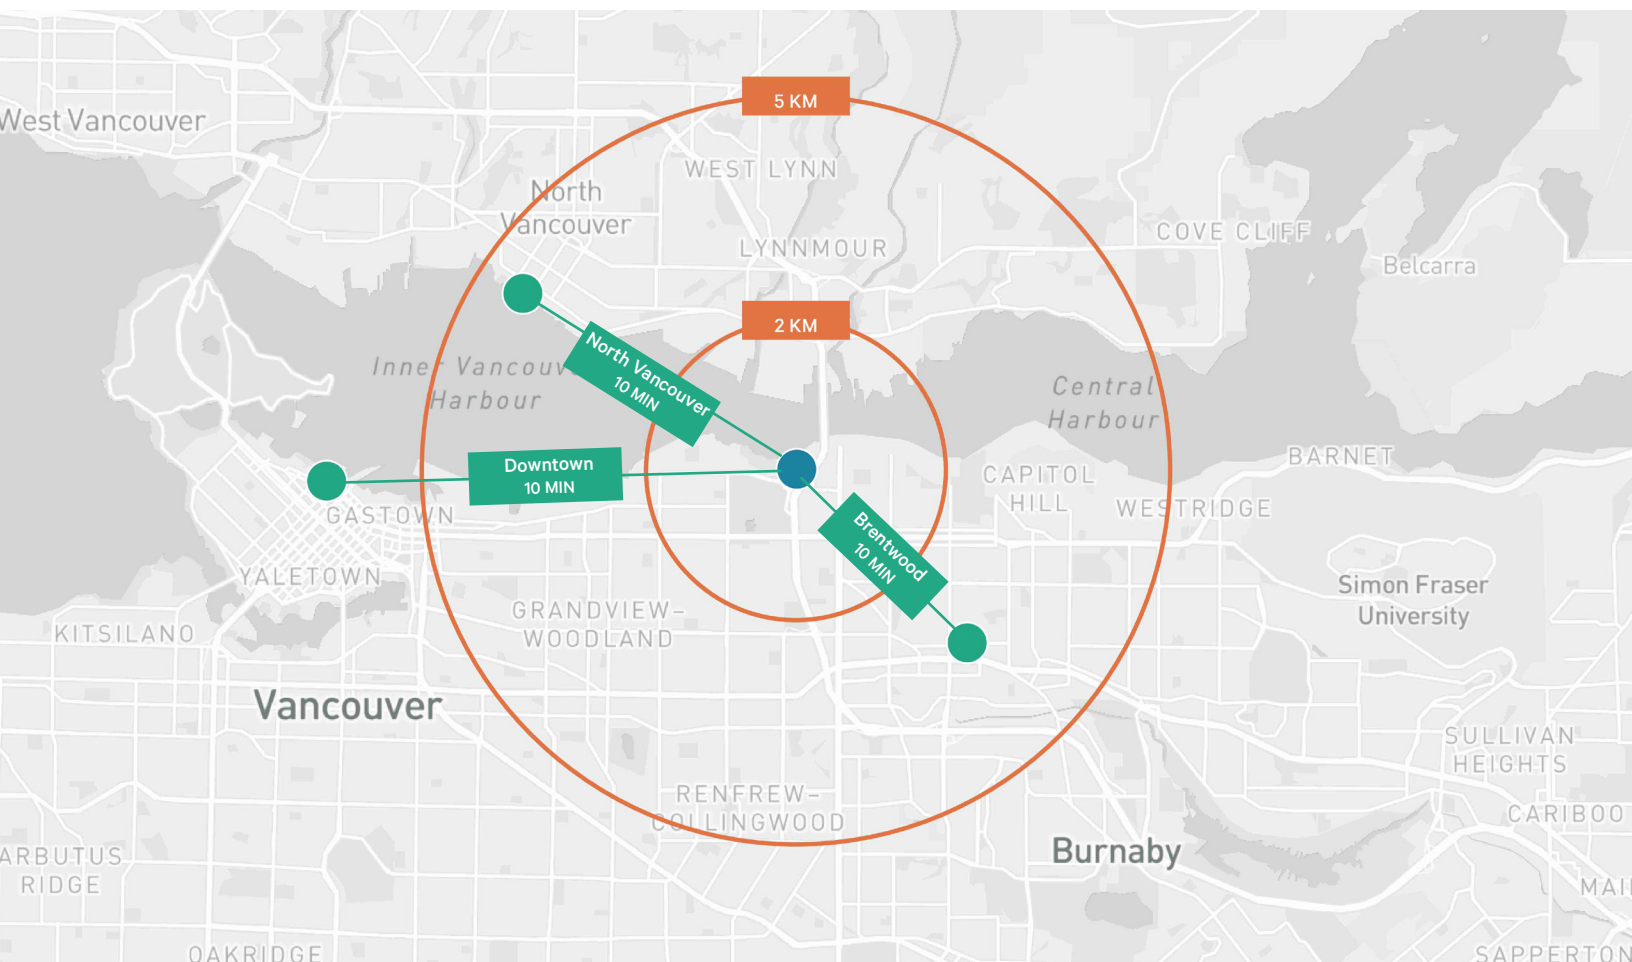 5 KM
West Vancouver
WEST LYNN
North
Vancouver
COVE CLIFF
LYNNMOUR
Belcarra
2 KM
North Vancouver
10 MIN
Inner Vancouv
Harbour
Central
Harbour
BARNET
Downtown
10 MIN
CAPITOL
HILL
WESTRIDGE
GASTOWN
Brentwood
10 MIN
YALETOWN
Simon Fraser
University
GRANDVIEW–
WOODLAND
KITSILANO
Vancouver
SULLIVAN
HEIGHTS
RENFREW–
COLLINGWOOD
CARIBOO
Burnaby
ARBUTUS
RIDGE
MAI
OAKRIDGE
SAPPERTON